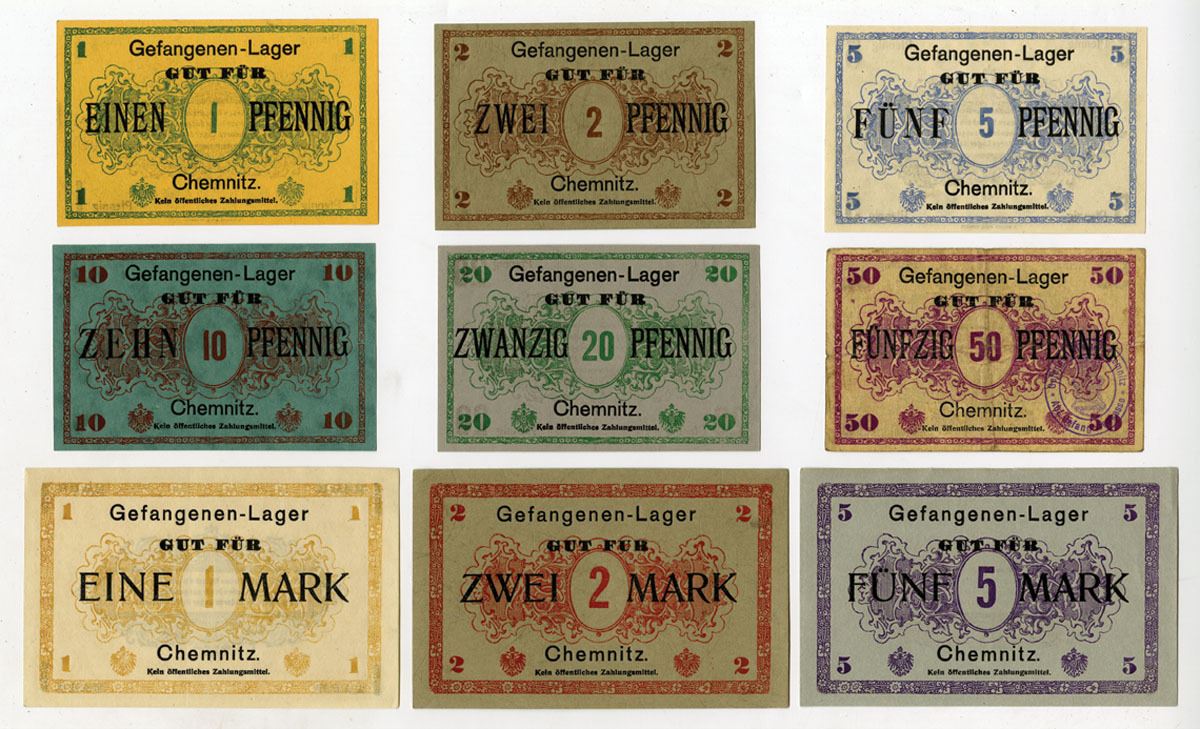 1 Gefangenen-Lager 1
GUT FÜR
EINEN 1 PFENNIG
Chemnitz.
1 Kein öffentliches Zahlungsmittel. 1
2 Gefangenen-Lager 2
GUT FÜR
ZWEI 2 PFENNIG
Chemnitz.
2 Kein öffentliches Zahlungsmittel. 2
5 Gefangenen-Lager 5
GUT FÜR
FÜNF 5 PFENNIG
Chemnitz.
5 Kein öffentliches Zahlungsmittel. 5
10 Gefangenen-Lager 10
GUT FÜR
ZEHN 10 PFENNIG
Chemnitz.
10 Kein öffentliches Zahlungsmittel. 10
20 Gefangenen-Lager 20
GUT FÜR
ZWANZIG 20 PFENNIG
Chemnitz.
20 Kein öffentliches Zahlungsmittel. 20
50 Gefangenen-Lager 50
GUT FÜR
FÜNFZIG 50 PFENNIG
Chemnitz.
50 Kein öffentliches Zahlungsmittel. 50
1 Gefangenen-Lager 1
GUT FÜR
EINE 1 MARK
Chemnitz.
1 Kein öffentliches Zahlungsmittel. 1
2 Gefangenen-Lager 2
GUT FÜR
ZWEI 2 MARK
Chemnitz.
2 Kein öffentliches Zahlungsmittel. 2
5 Gefangenen-Lager 5
GUT FÜR
FÜNF 5 MARK
Chemnitz.
5 Kein öffentliches Zahlungsmittel. 5